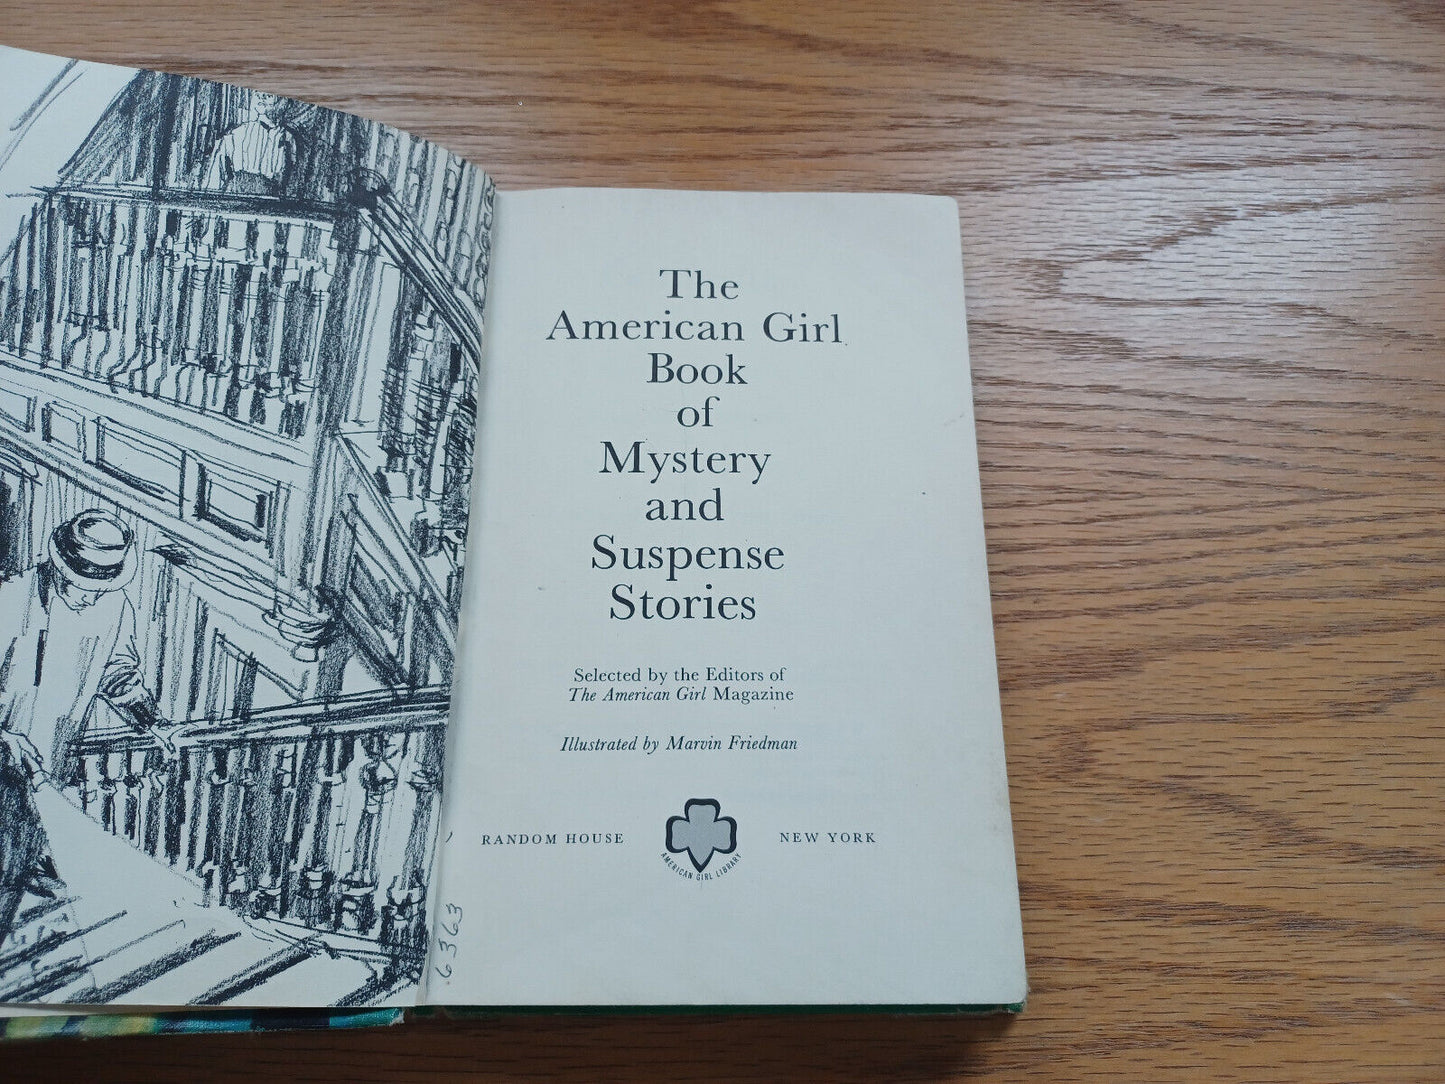 The
American Girl
Book
of
Mystery
and
Suspense
Stories
Selected by the Editors of
The American Girl Magazine
Illustrated by Marvin Friedman
RANDOM HOUSE
AMERICAN GIRL LIBRARY
NEW YORK
6363